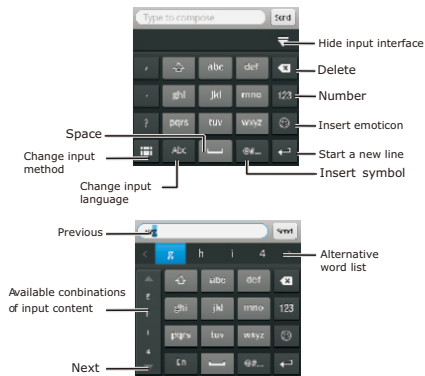 Type to compose
Send
Hide input interface
, abc def
Delete
. ghi jkl mno 123
Number
? pqrs tuv wxyz
Insert emoticon
Space
Abc @#...
Start a new line
Change input
method
Insert symbol
Change input
language
Previous
Send
< g h i 4 >
Alternative
word list
abc def
Available combinations
of input content
g
ghi jkl mno 123
i
pqrs tuv wxyz
4
Next
En @#...